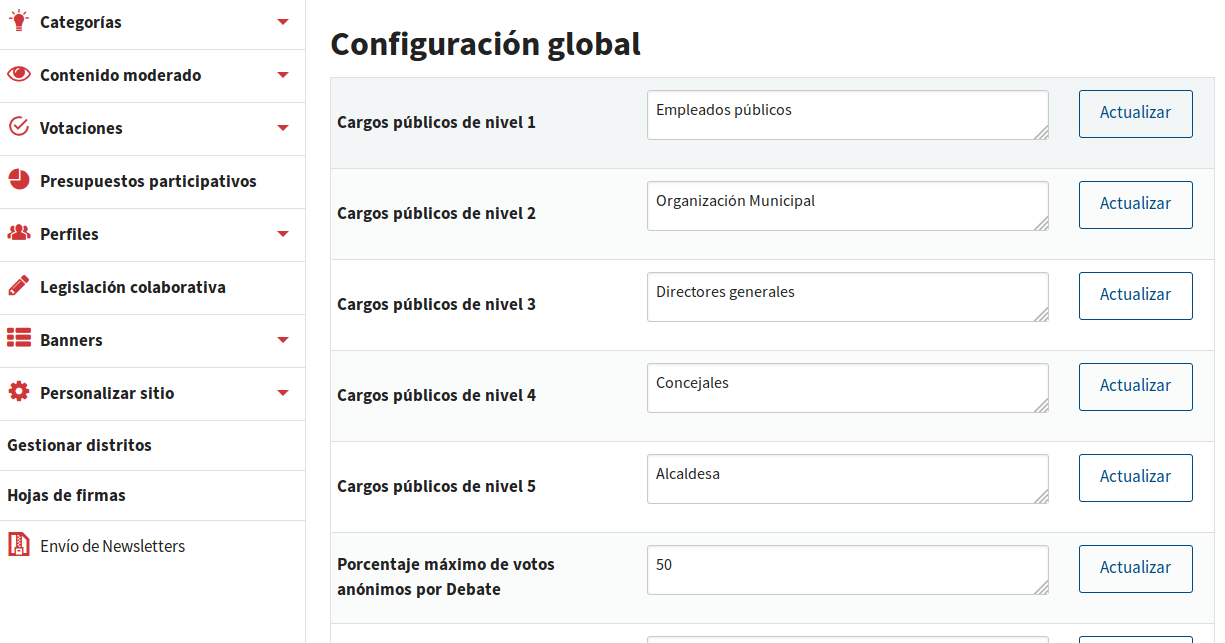 Categorías
Contenido moderado
Votaciones
Presupuestos participativos
Perfiles
Legislación colaborativa
Banners
Personalizar sitio
Gestionar distritos
Hojas de firmas
Envío de Newsletters
Configuración global
Cargos públicos de nivel 1
Empleados públicos
Actualizar
Cargos públicos de nivel 2
Organización Municipal
Actualizar
Cargos públicos de nivel 3
Directores generales
Actualizar
Cargos públicos de nivel 4
Concejales
Actualizar
Cargos públicos de nivel 5
Alcaldesa
Actualizar
Porcentaje máximo de votos
anónimos por Debate
50
Actualizar